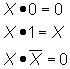 X•0 = 0
X•1 = X
X•X̅ = 0